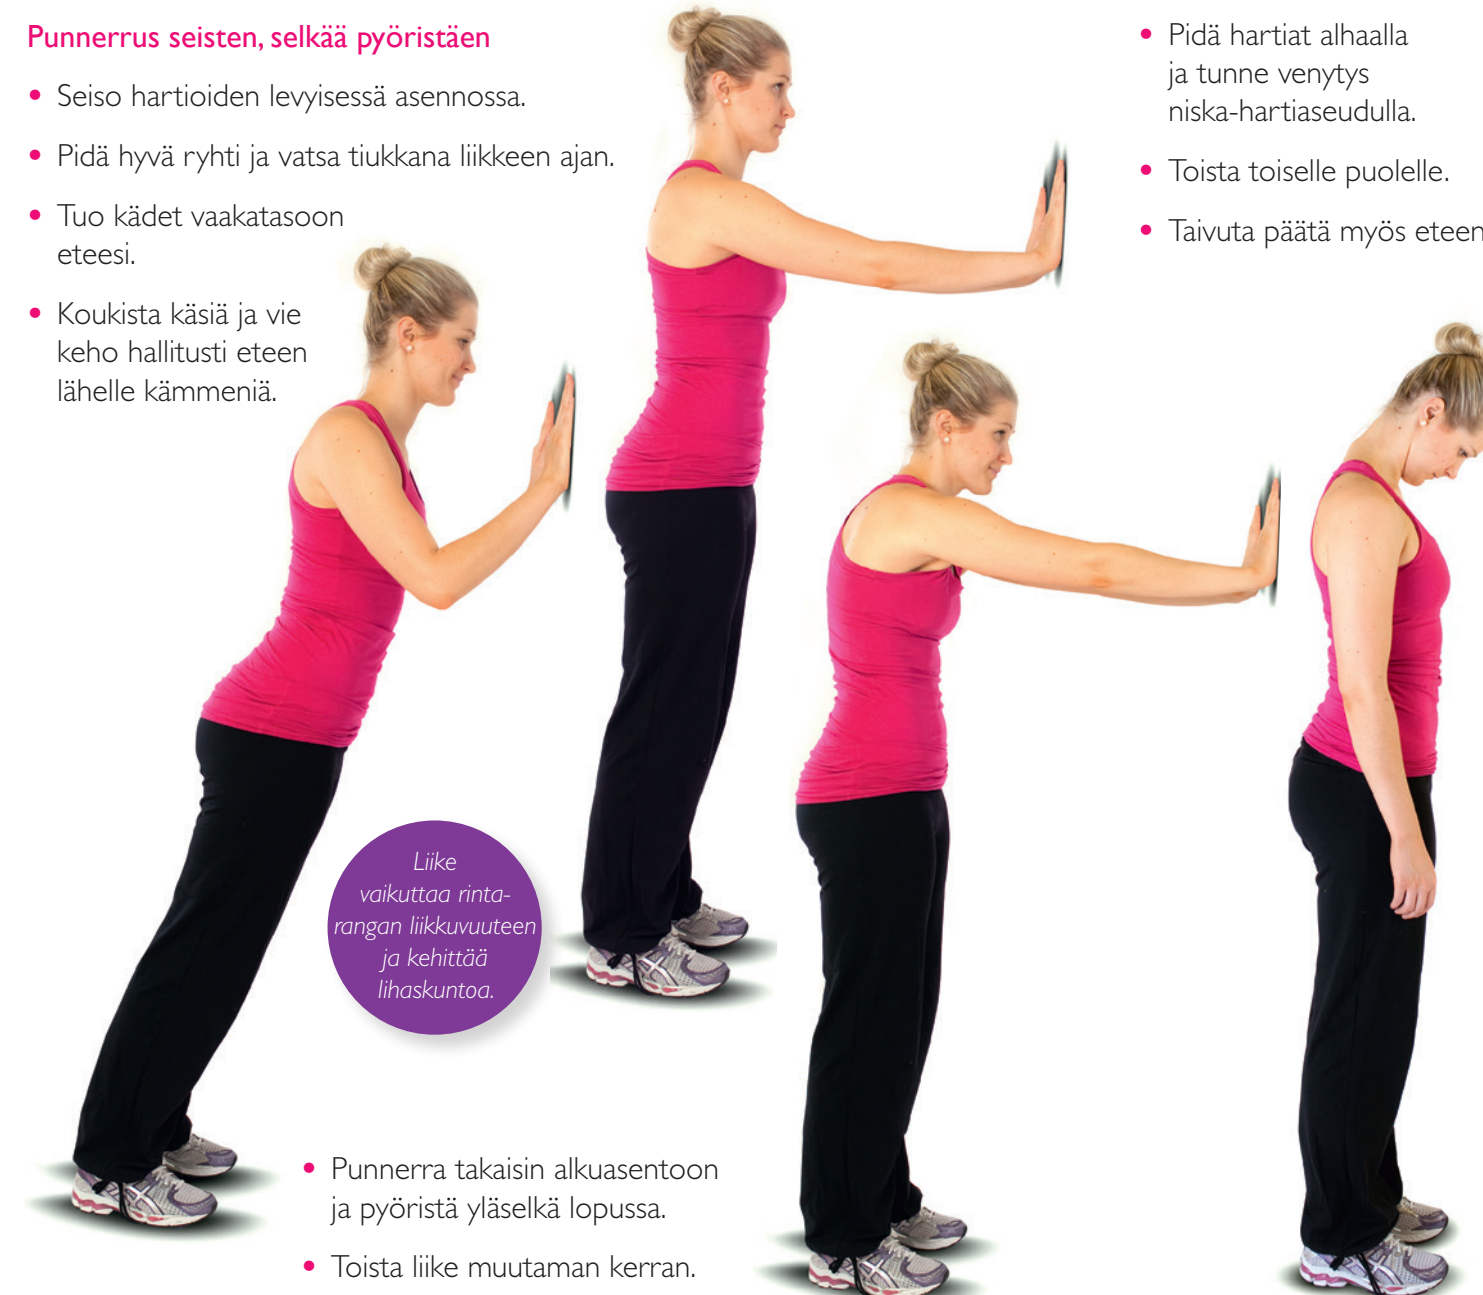 Punnerrus seisten, selkää pyöristäen
• Seiso hartioiden levyisessä asennossa.
• Pidä hyvä ryhti ja vatsa tiukkana liikkeen ajan.
• Tuo kädet vaakatasoon
eteesi.
• Koukista käsiä ja vie
keho hallitusti eteen
lähelle kämmeniä.
Liike
vaikuttaa rinta-
rangan liikkuvuuteen
ja kehittää
lihaskuntoa.
• Punnerra takaisin alkuasentoon
ja pyöristä yläselkä lopussa.
• Toista liike muutaman kerran.
• Pidä hartiat alhaalla
ja tunne venytys
niska-hartiaseudulla.
• Toista toiselle puolelle.
• Taivuta päätä myös eteen